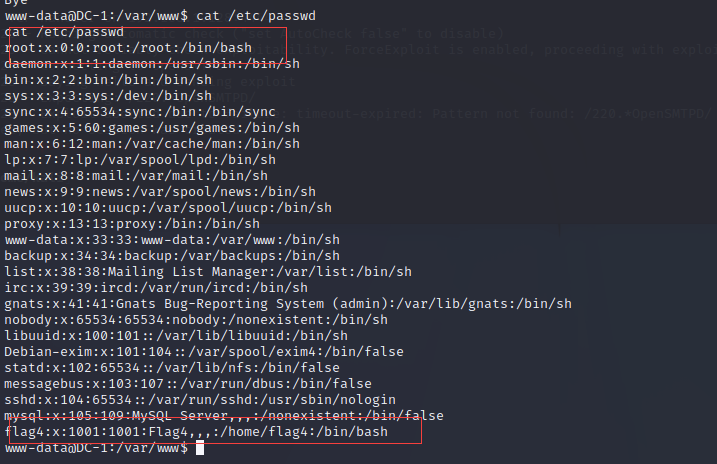 Bye
www-data@DC-1:/var/www$ cat /etc/passwd
cat /etc/passwd
root:x:0:0:root:/root:/bin/bash
daemon:x:1:1:daemon:/usr/sbin:/bin/sh
bin:x:2:2:bin:/bin:/bin/sh
sys:x:3:3:sys:/dev:/bin/sh
sync:x:4:65534:sync:/bin:/bin/sync
games:x:5:60:games:/usr/games:/bin/sh
man:x:6:12:man:/var/cache/man:/bin/sh
lp:x:7:7:lp:/var/spool/lpd:/bin/sh
mail:x:8:8:mail:/var/mail:/bin/sh
news:x:9:9:news:/var/spool/news:/bin/sh
uucp:x:10:10:uucp:/var/spool/uucp:/bin/sh
proxy:x:13:13:proxy:/bin:/bin/sh
www-data:x:33:33:www-data:/var/www:/bin/sh
backup:x:34:34:backup:/var/backups:/bin/sh
list:x:38:38:Mailing List Manager:/var/list:/bin/sh
irc:x:39:39:ircd:/var/run/ircd:/bin/sh
gnats:x:41:41:Gnats Bug-Reporting System (admin):/var/lib/gnats:/bin/sh
nobody:x:65534:65534:nobody:/nonexistent:/bin/sh
libuuid:x:100:101::/var/lib/libuuid:/bin/sh
Debian-exim:x:101:104::/var/spool/exim4:/bin/false
statd:x:102:65534::/var/lib/nfs:/bin/false
messagebus:x:103:107::/var/run/dbus:/bin/false
sshd:x:104:65534::/var/run/sshd:/usr/sbin/nologin
mysql:x:105:109:MySQL Server,,,:/nonexistent:/bin/false
flag4:x:1001:1001:Flag4,,,:/home/flag4:/bin/bash
www-data@DC-1:/var/www$